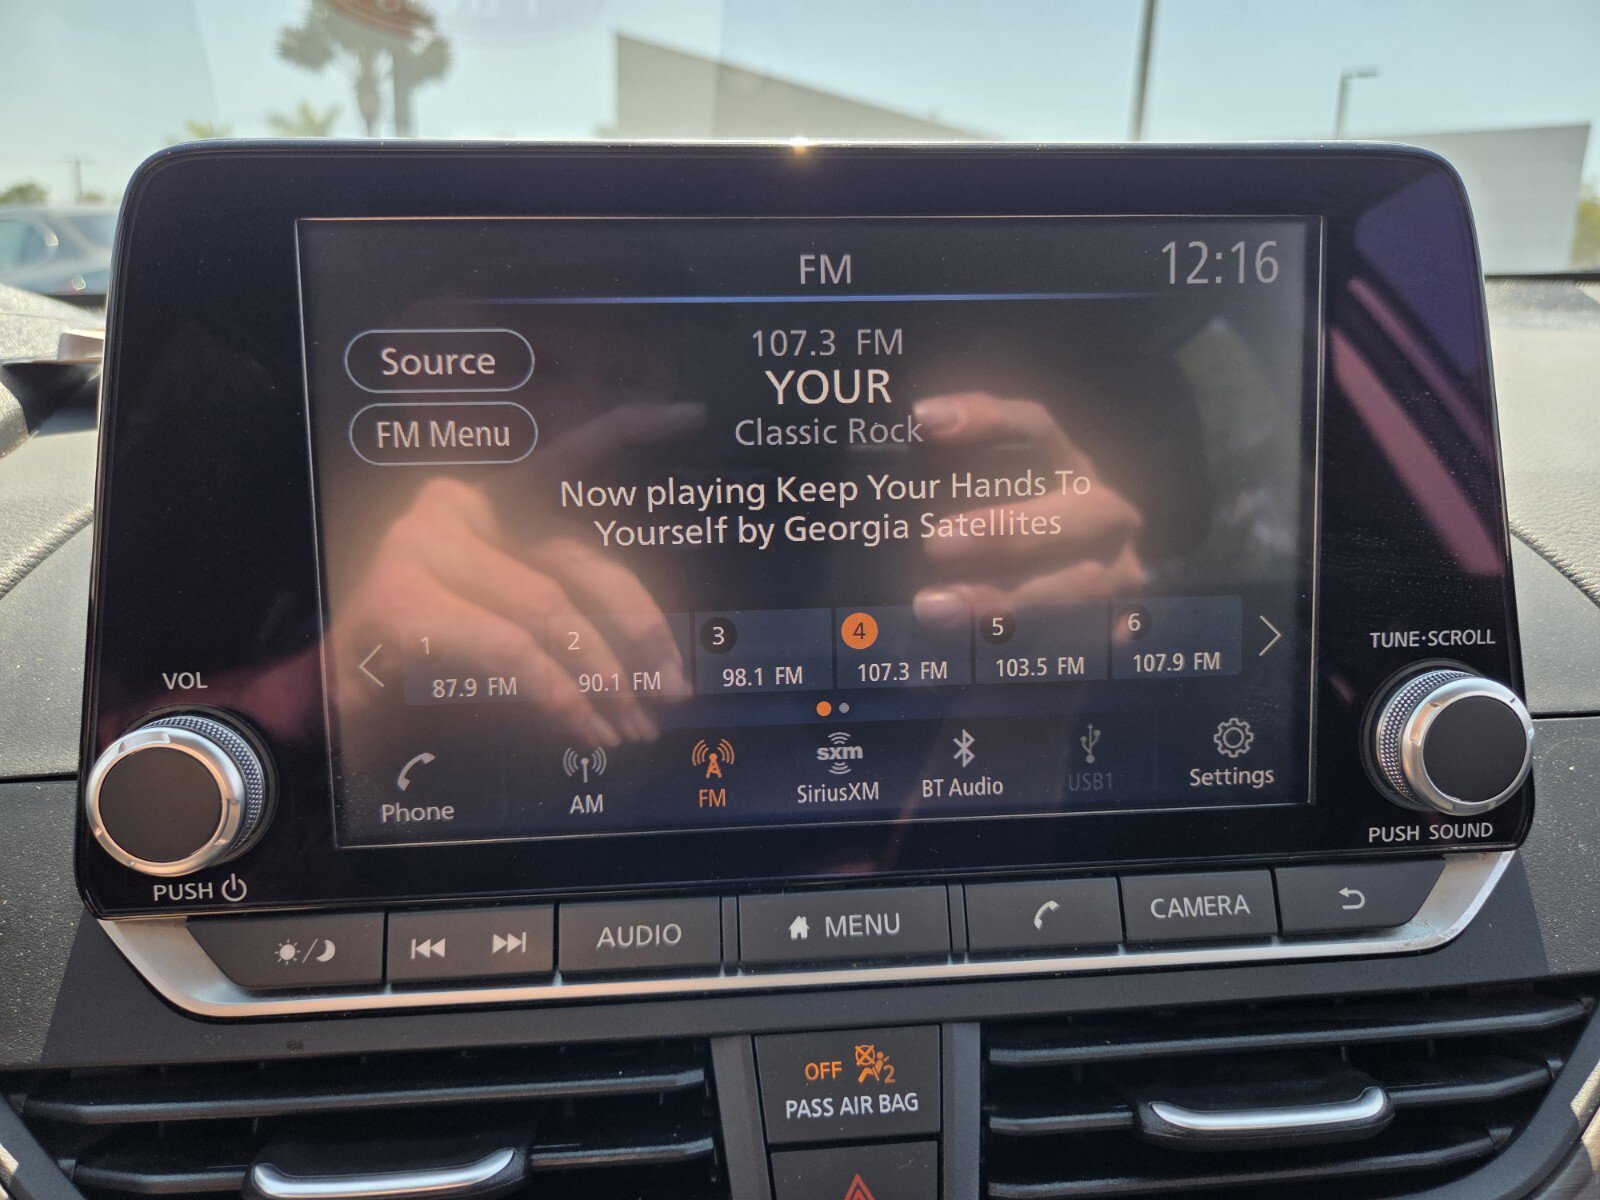 FM
12:16
Source
FM Menu
107.3 FM
YOUR
Classic Rock
Now playing Keep Your Hands To
Yourself by Georgia Satellites
1
87.9 FM
2
90.1 FM
3
98.1 FM
4
107.3 FM
5
103.5 FM
6
107.9 FM
Phone
AM
FM
sxm
SiriusXM
BT Audio
USB1
Settings
VOL
PUSH
TUNE·SCROLL
PUSH SOUND
AUDIO
MENU
CAMERA
OFF
2
PASS AIR BAG